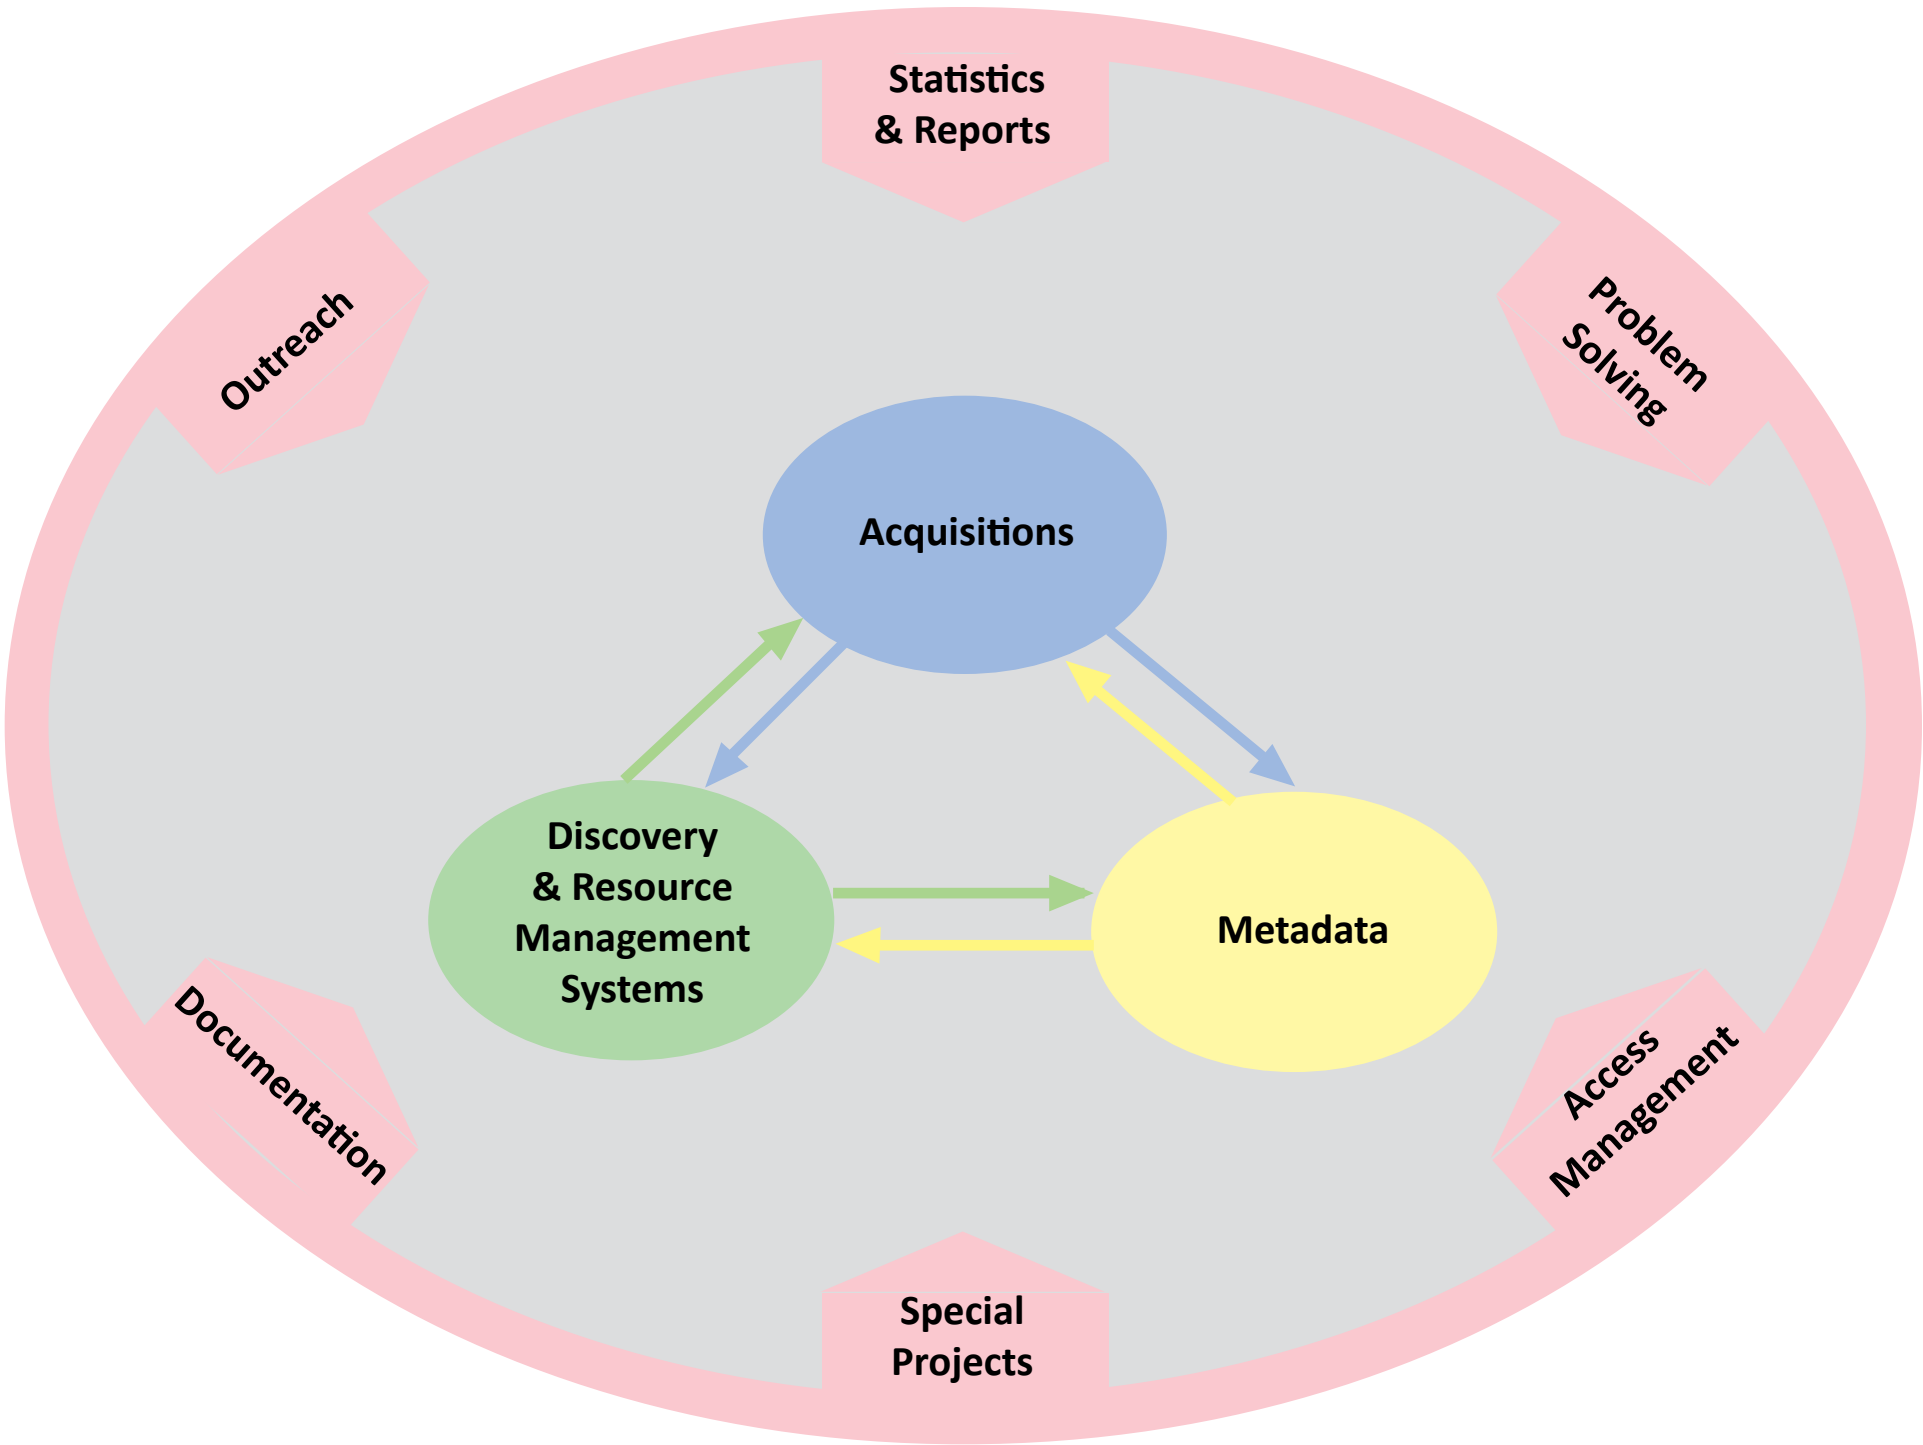 Statistics
& Reports
Outreach
Problem
Solving
Acquisitions
Discovery
& Resource
Management
Systems
Metadata
Documentation
Access
Management
Special
Projects